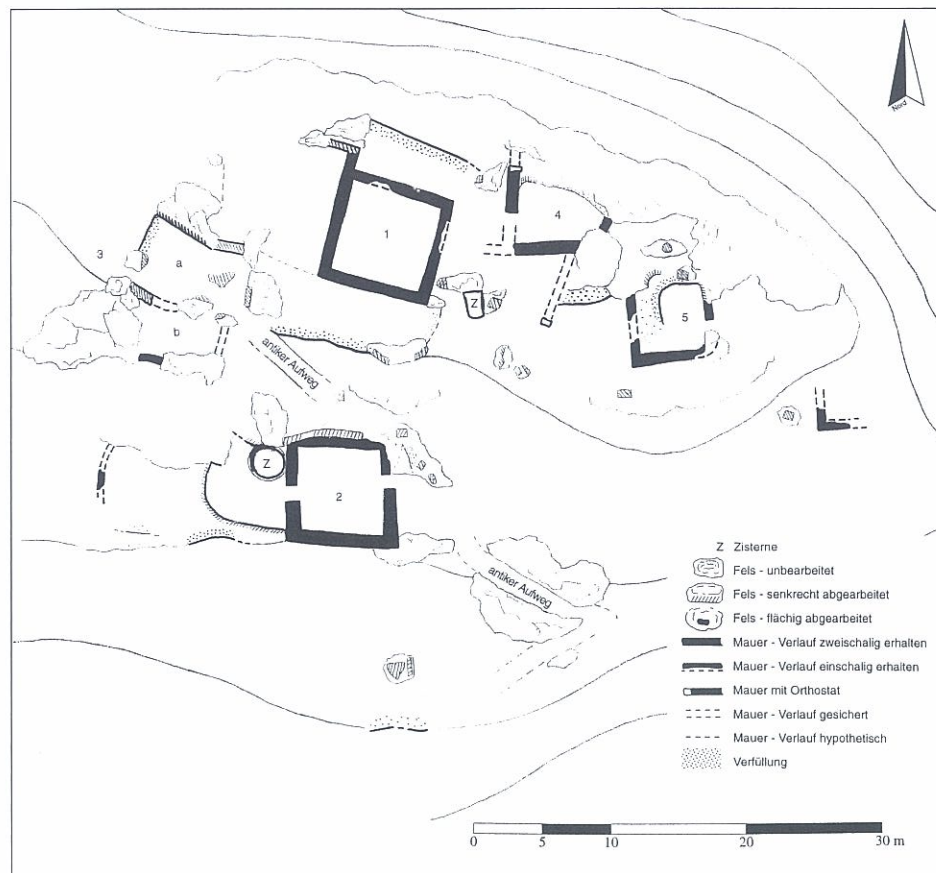 Nord
1
4
3
a
Z
5
b
antiker Aufweg
Z
2
antiker Aufweg
Z Zisterne
Fels - unbearbeitet
Fels - senkrecht abgearbeitet
Fels - flächig abgearbeitet
Mauer - Verlauf zweischalig erhalten
Mauer - Verlauf einschalig erhalten
Mauer mit Orthostat
Mauer - Verlauf gesichert
Mauer - Verlauf hypothetisch
Verfüllung
0 5 10 20 30 m